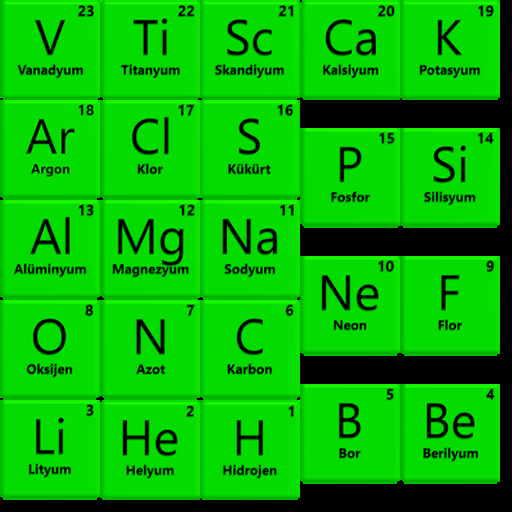 23
V
Vanadyum
22
Ti
Titanyum
21
Sc
Skandiyum
20
Ca
Kalsiyum
19
K
Potasyum
18
Ar
Argon
17
Cl
Klor
16
S
Kükürt
15
P
Fosfor
14
Si
Silisyum
13
Al
Alüminyum
12
Mg
Magnezyum
11
Na
Sodyum
10
Ne
Neon
9
F
Flor
8
O
Oksijen
7
N
Azot
6
C
Karbon
5
B
Bor
4
Be
Berilyum
3
Li
Lityum
2
He
Helyum
1
H
Hidrojen